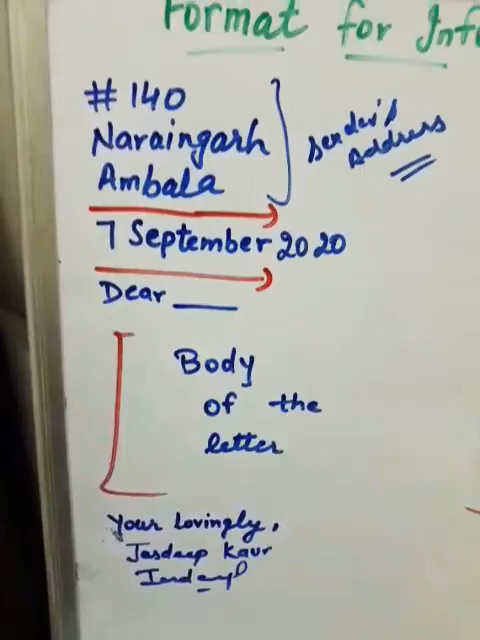 Format for Inf
# 140
Naraingarh
Ambala
Sender's
Address
7 September 2020
Dear ____
Body
of the
letter
Your lovingly,
Jasdeep Kaur